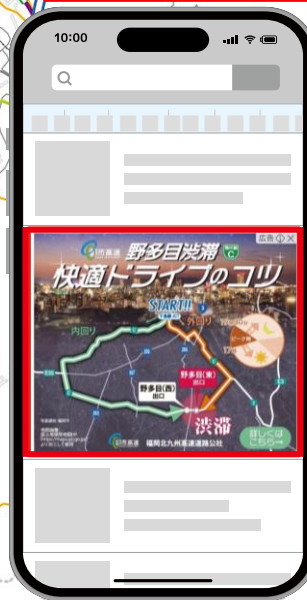 10:00
広告
野多目渋滞
快適ドライブのコツ
START!!
内回り
外回り
野多目(東)
出口
野多目(西)
出口
渋滞
福岡北九州高速道路公社
詳しくは
こちら→